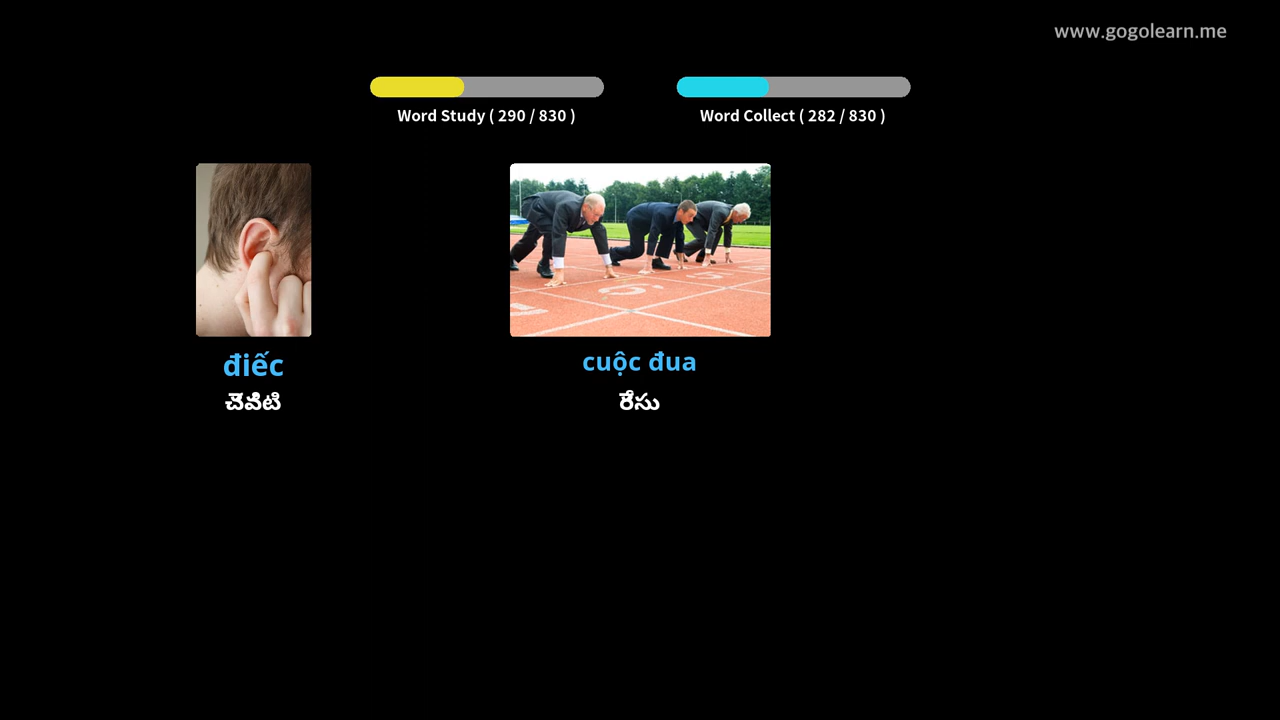 www.gogolearn.me
Word Study ( 290 / 830 )
Word Collect ( 282 / 830 )
điếc
చెవిటి
cuộc đua
రేసు